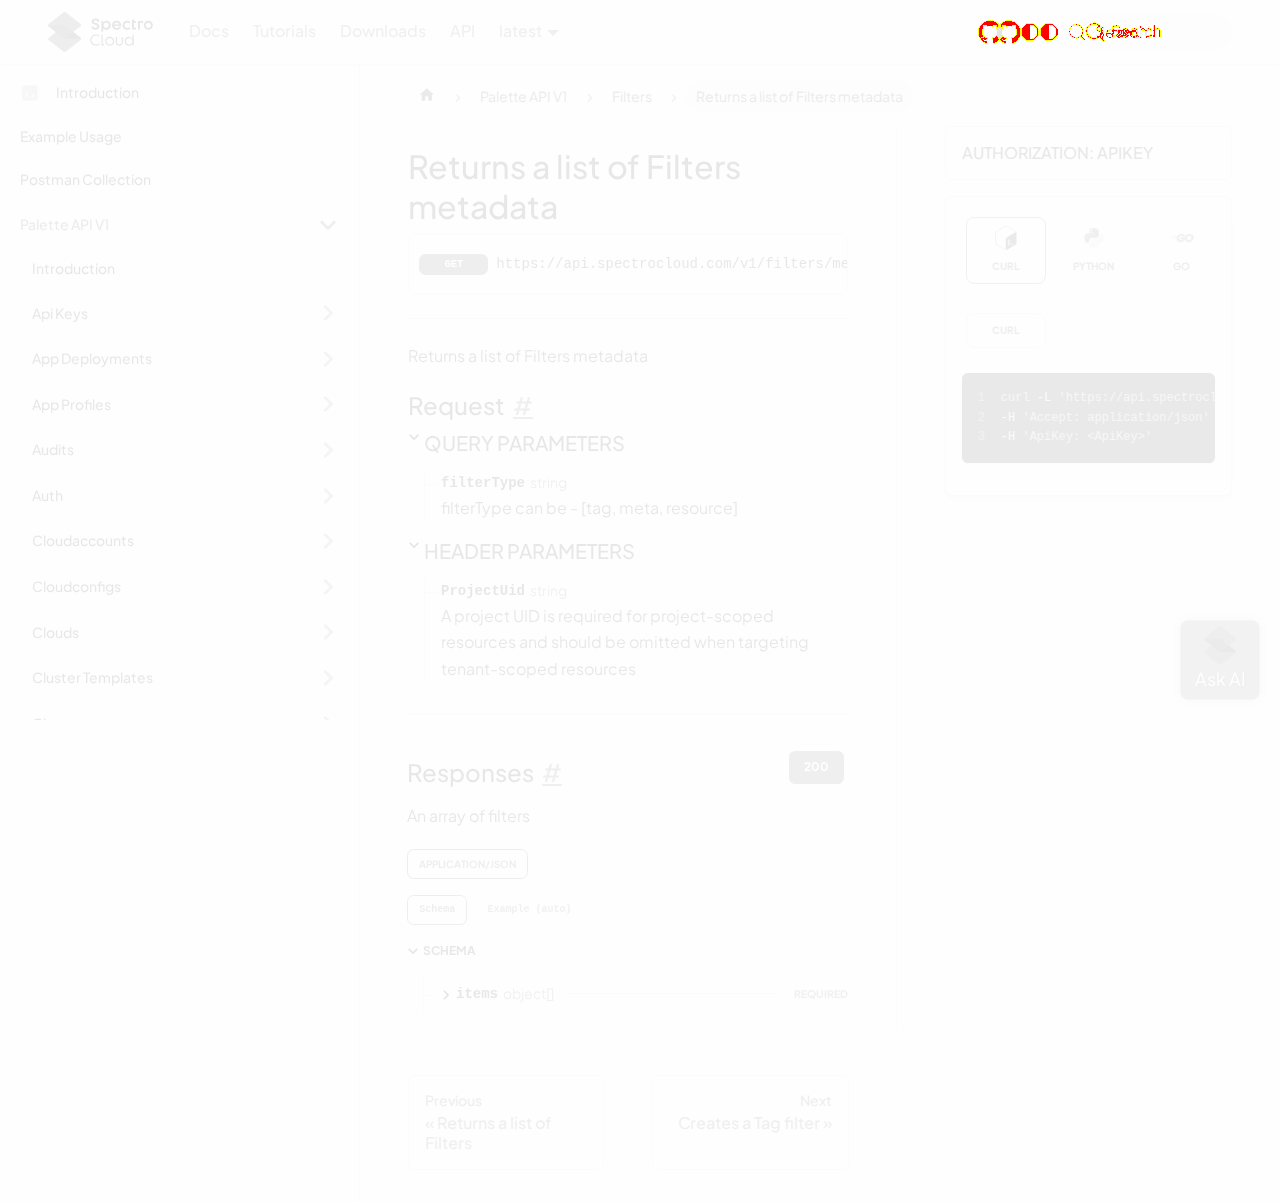 Spectro
Cloud
Docs
Tutorials
Downloads
API
latest
Introduction
Example Usage
Postman Collection
Palette API V1
Introduction
Api Keys
App Deployments
App Profiles
Audits
Auth
Cloudaccounts
Cloudconfigs
Clouds
Cluster Templates
Palette API V1
Filters
Returns a list of Filters metadata
Returns a list of Filters
metadata
GET
https://api.spectrocloud.com/v1/filters/me
Returns a list of Filters metadata
Request #
QUERY PARAMETERS
filterType string
filterType can be - [tag, meta, resource]
HEADER PARAMETERS
ProjectUid string
A project UID is required for project-scoped
resources and should be omitted when targeting
tenant-scoped resources
Responses #
200
An array of filters
APPLICATION/JSON
Schema
Example (auto)
SCHEMA
items object[]
REQUIRED
Previous
« Returns a list of
Filters
Next
Creates a Tag filter »
AUTHORIZATION: APIKEY
CURL
PYTHON
GO
GO
CURL
1 curl -L 'https://api.spectrocl
2 -H 'Accept: application/json'
3 -H 'ApiKey: <ApiKey>'
Ask AI